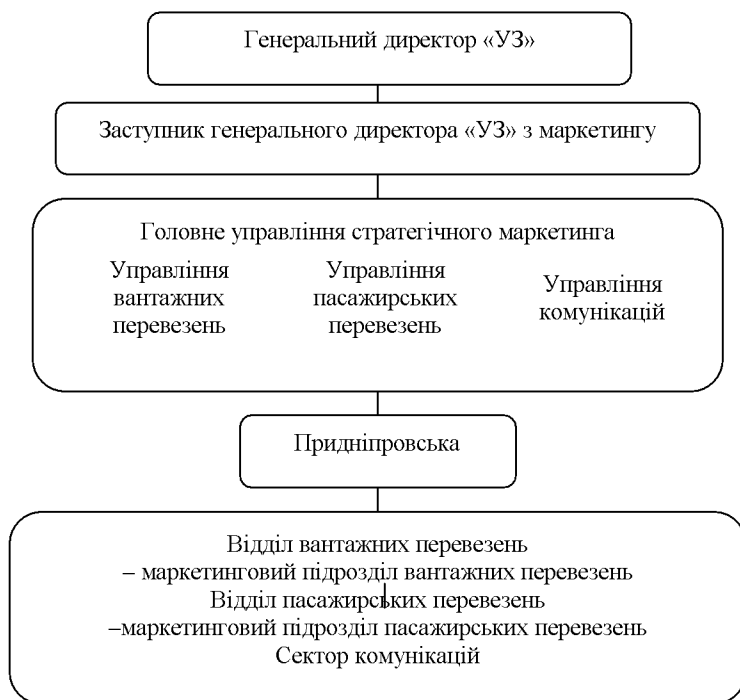 Генеральний директор «УЗ»
Заступник генерального директора «УЗ» з маркетингу
Головне управління стратегічного маркетинга
Управління
вантажних
перевезень
Управління
пасажирських
перевезень
Управління
комунікацій
Придніпровська
Відділ вантажних перевезень
– маркетинговий підрозділ вантажних перевезень
Відділ пасажирських перевезень
–маркетинговий підрозділ пасажирських перевезень
Сектор комунікацій